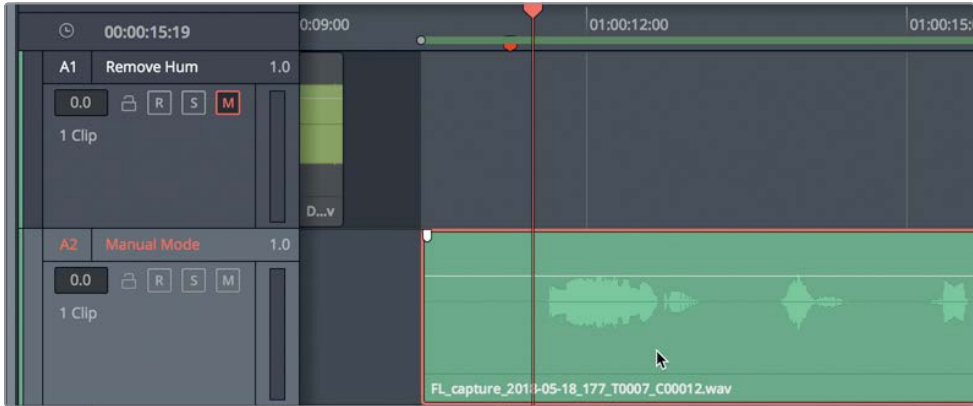 00:00:15:19
0:09:00
01:00:12:00
01:00:15:
A1 Remove Hum 1.0
0.0 R S M
1 Clip
D...v
A2 Manual Mode 1.0
0.0 R S M
1 Clip
FL_capture_2018-05-18_177_T0007_C00012.wav